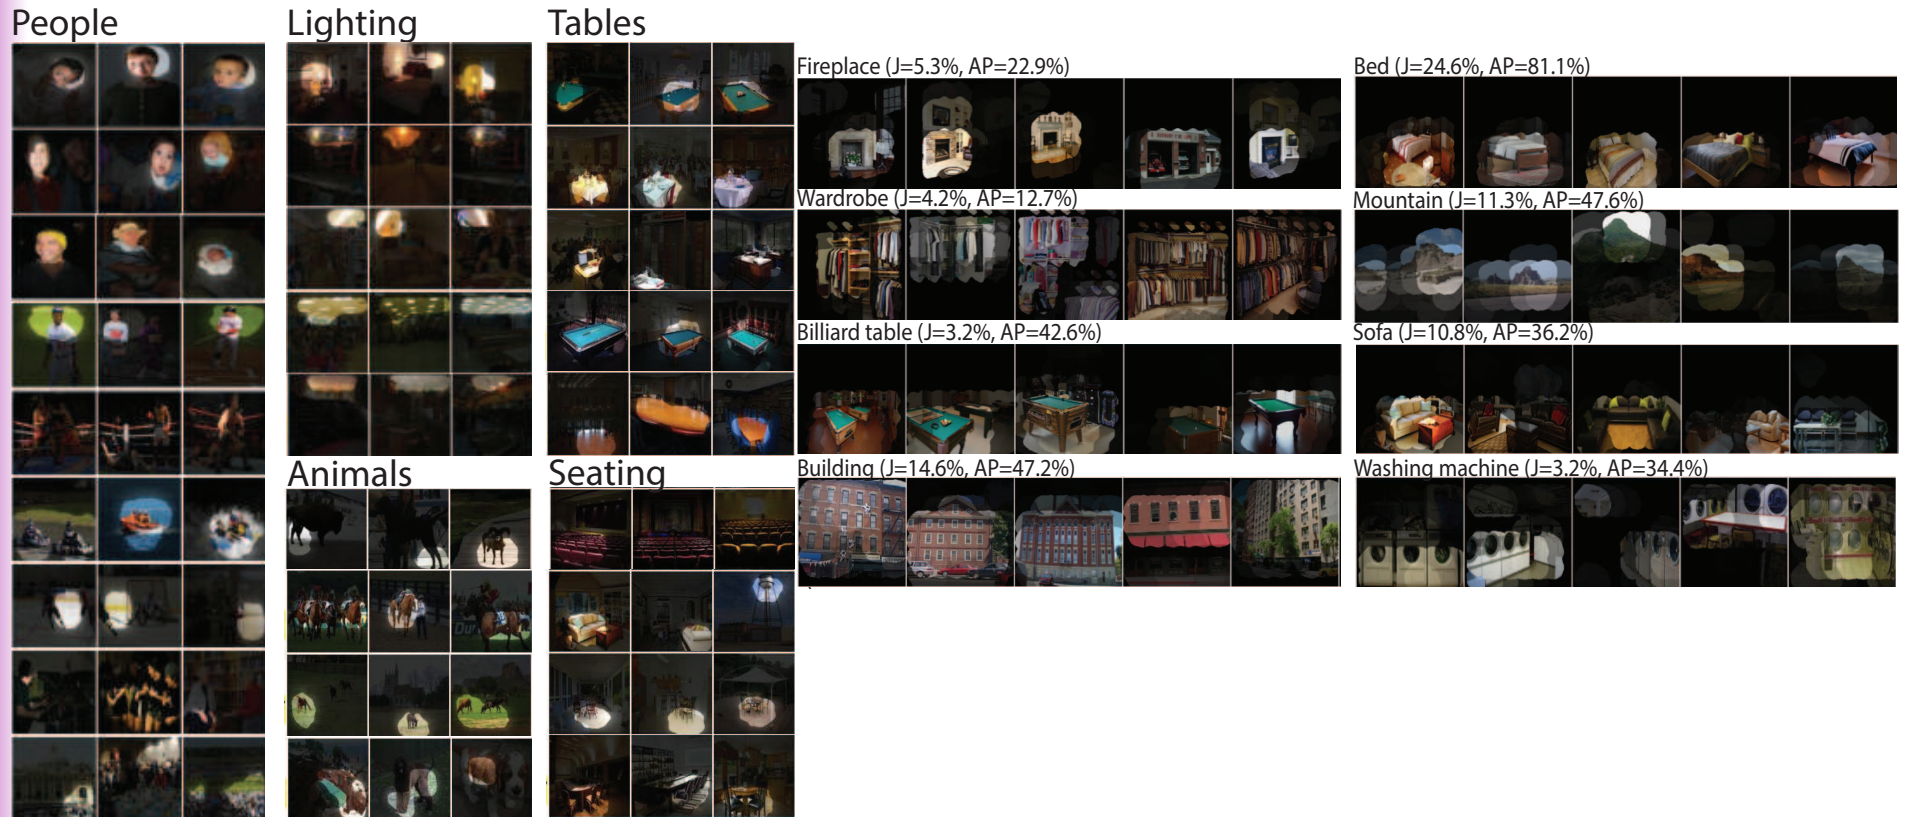 People
Lighting
Tables
Fireplace (J=5.3%, AP=22.9%)
Bed (J=24.6%, AP=81.1%)
Wardrobe (J=4.2%, AP=12.7%)
Mountain (J=11.3%, AP=47.6%)
Billiard table (J=3.2%, AP=42.6%)
Sofa (J=10.8%, AP=36.2%)
Animals
Seating
Building (J=14.6%, AP=47.2%)
Washing machine (J=3.2%, AP=34.4%)